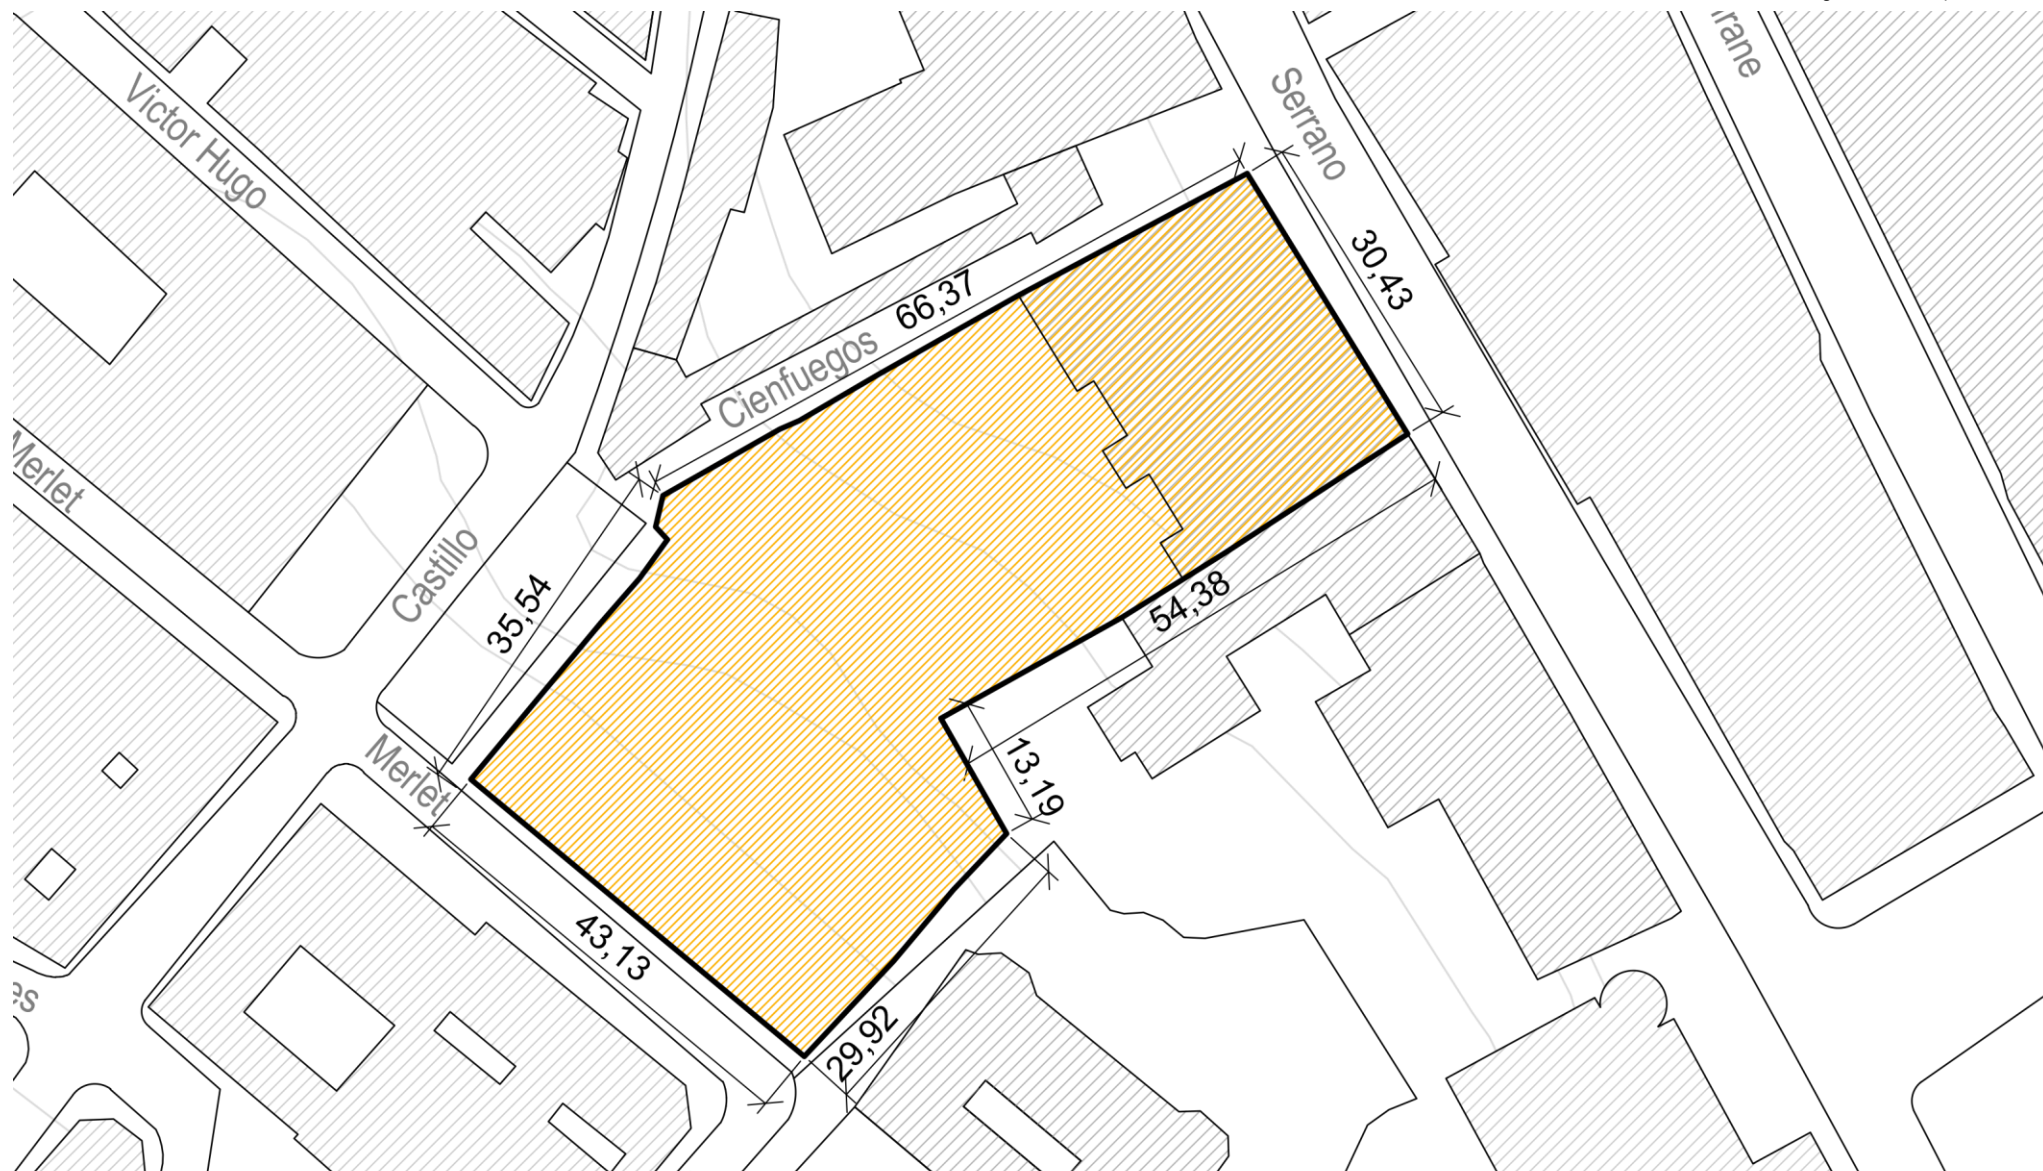 Victor Hugo
Serrano
30,43
66,37
Cienfuegos
Merlet
Castillo
35,54
54,38
13,19
Merlet
43,13
29,92